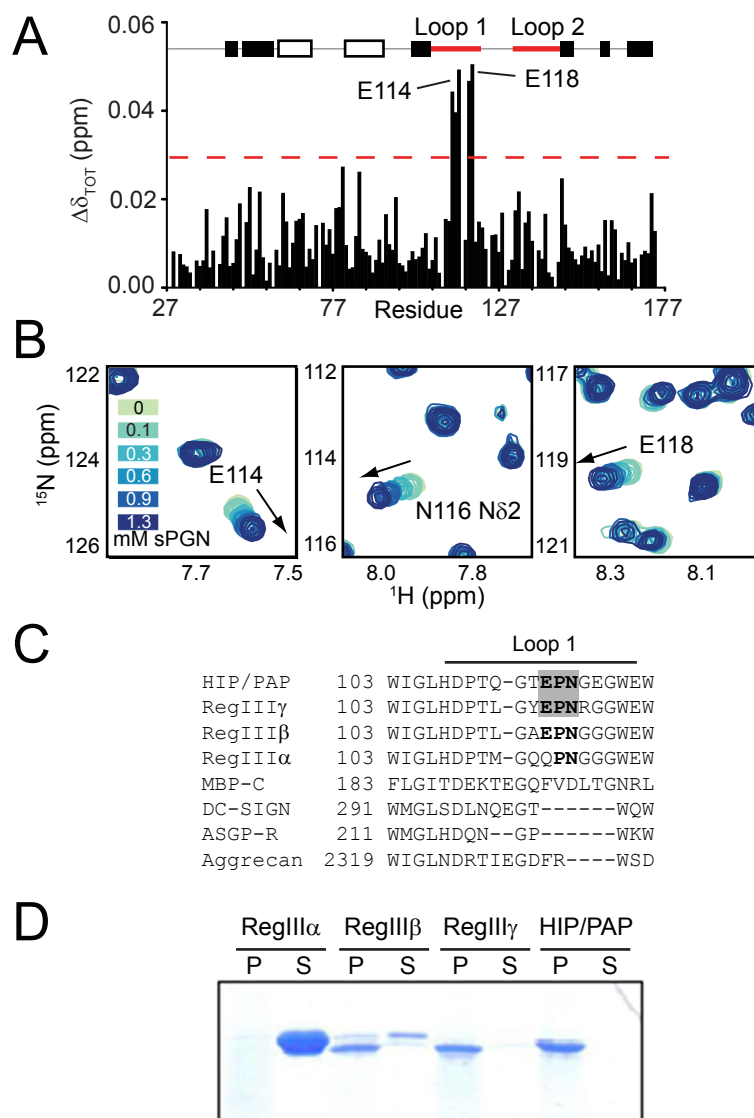 A
Loop 1 Loop 2
0.06
E114 E118
0.04
0.02
0.00
ΔδTOT (ppm)
27 77 127 177
Residue
B
122 112 117
0
0.1
0.3
0.6
0.9
1.3
mM sPGN
124 114 119
E114
N116 Nδ2
E118
126 116 121
15N (ppm)
7.7 7.5 8.0 7.8 8.3 8.1
1H (ppm)
C
Loop 1
HIP/PAP 103 WIGLHDPTQ-GTEPNGEGWEW
RegIIIγ 103 WIGLHDPTL-GYEPNRGGWEW
RegIIIβ 103 WIGLHDPTL-GAEPNGGGWEW
RegIIIα 103 WIGLHDPTM-GQQPNGGGWEW
MBP-C 183 FLGITDEKTEGQFVDLTGNRL
DC-SIGN 291 WMGLSDLNQEGT------WQW
ASGP-R 211 WMGLHDQN--GP-----WKW
Aggrecan 2319 WIGLNDRTIEGDFR----WSD
D
RegIIIα RegIIIβ RegIIIγ HIP/PAP
P S P S P S P S